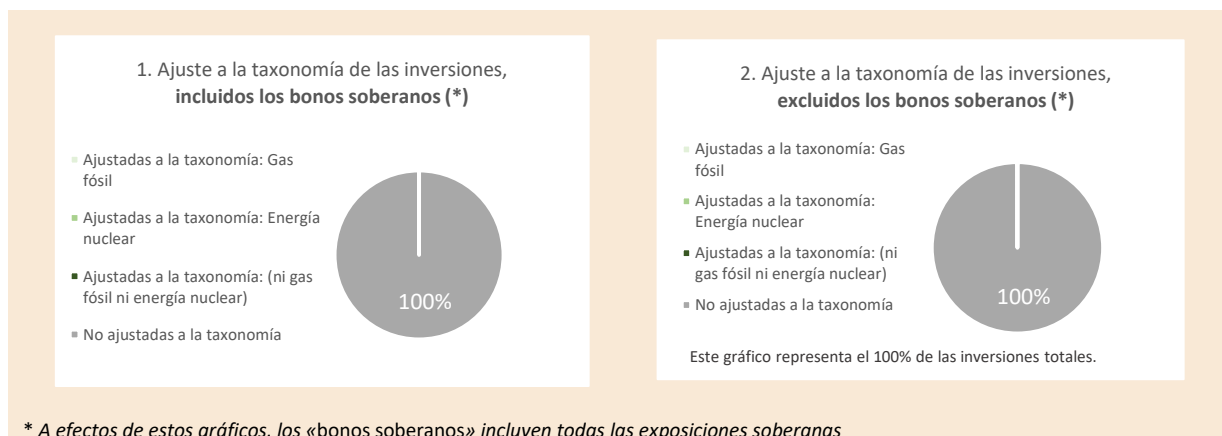 1. Ajuste a la taxonomía de las inversiones,
incluidos los bonos soberanos (*)
Ajustadas a la taxonomía: Gas
fósil
Ajustadas a la taxonomía: Energía
nuclear
Ajustadas a la taxonomía: (ni gas
fósil ni energía nuclear)
No ajustadas a la taxonomía
100%
2. Ajuste a la taxonomía de las inversiones,
excluidos los bonos soberanos (*)
Ajustadas a la taxonomía: Gas
fósil
Ajustadas a la taxonomía:
Energía nuclear
Ajustadas a la taxonomía: (ni
gas fósil ni energía nuclear)
No ajustadas a la taxonomía
100%
Este gráfico representa el 100% de las inversiones totales.
* A efectos de estos gráficos, los «bonos soberanos» incluyen todas las exposiciones soberanas